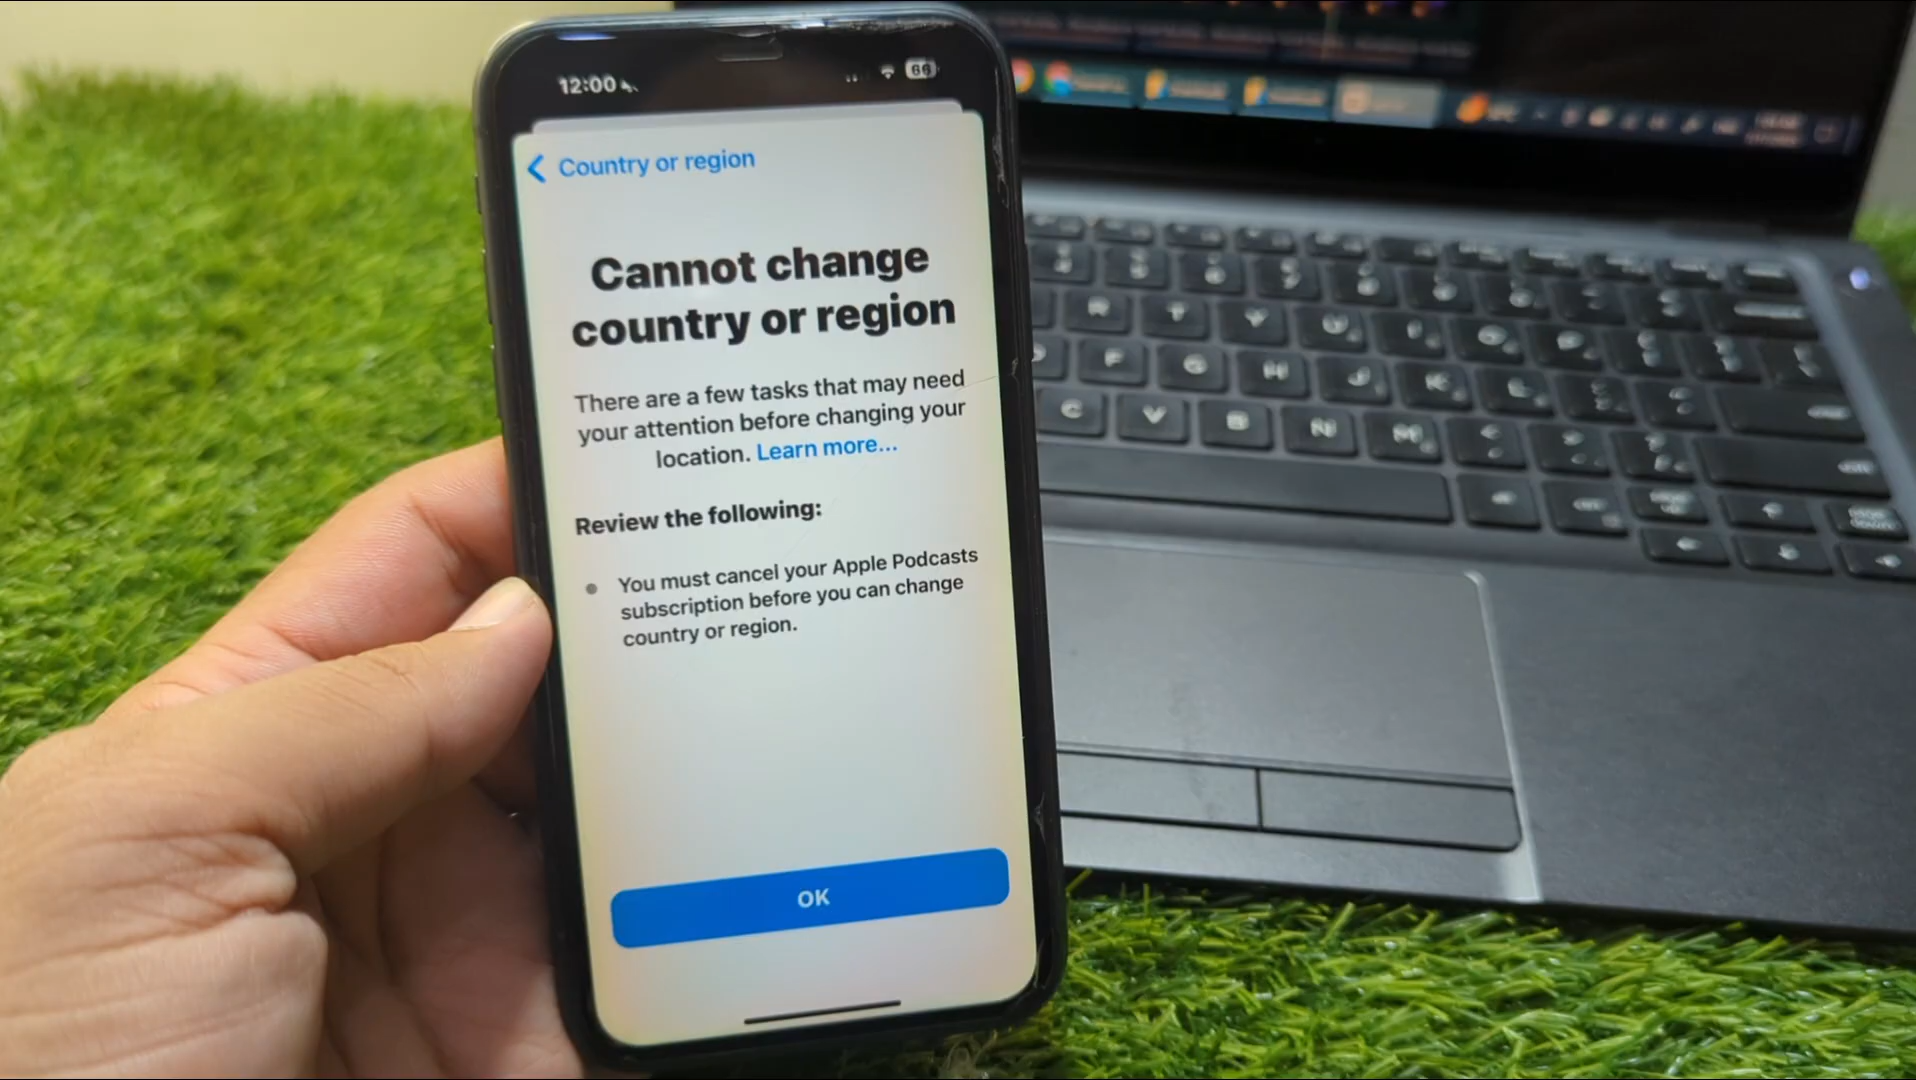 12:00
66
Country or region
Cannot change
country or region
There are a few tasks that may need
your attention before changing your
location. Learn more...
Review the following:
You must cancel your Apple Podcasts
subscription before you can change
country or region.
OK
R T Y
F G H
C V B N M